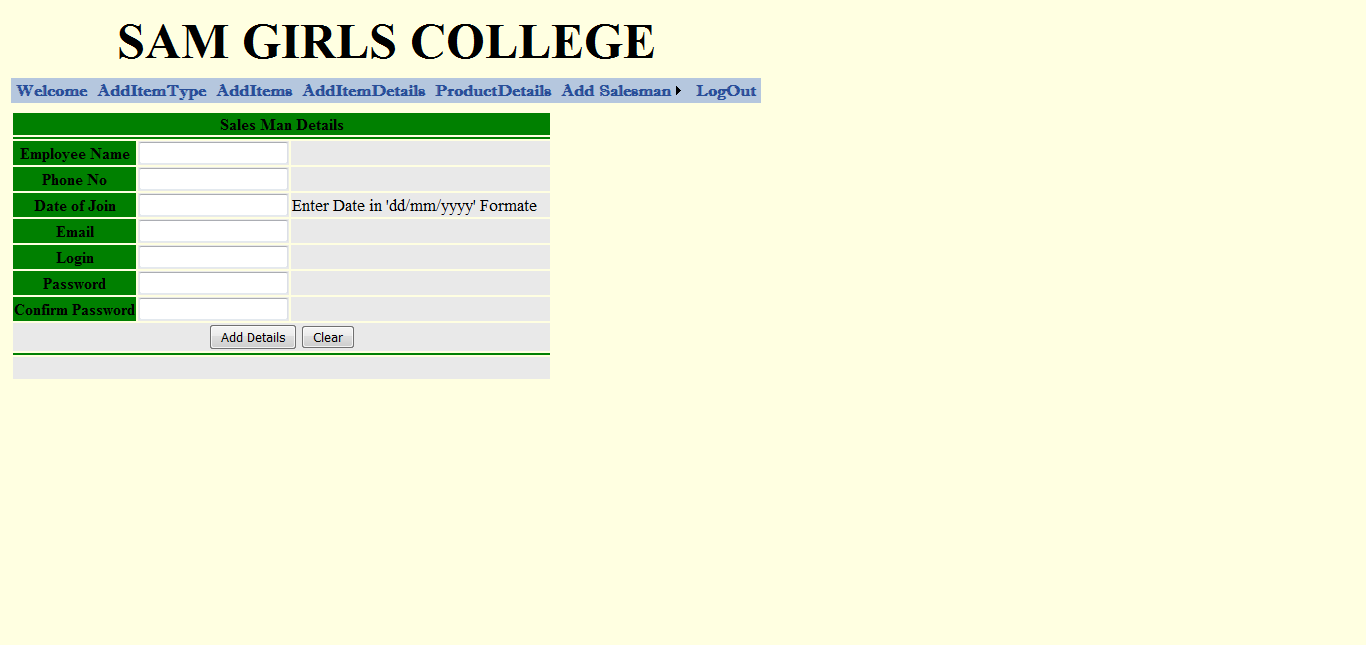 SAM GIRLS COLLEGE
Welcome AddItemType AddItems AddItemDetails ProductDetails Add Salesman LogOut
Sales Man Details
Employee Name
Phone No
Date of Join Enter Date in 'dd/mm/yyyy' Formate
Email
Login
Password
Confirm Password
Add Details Clear